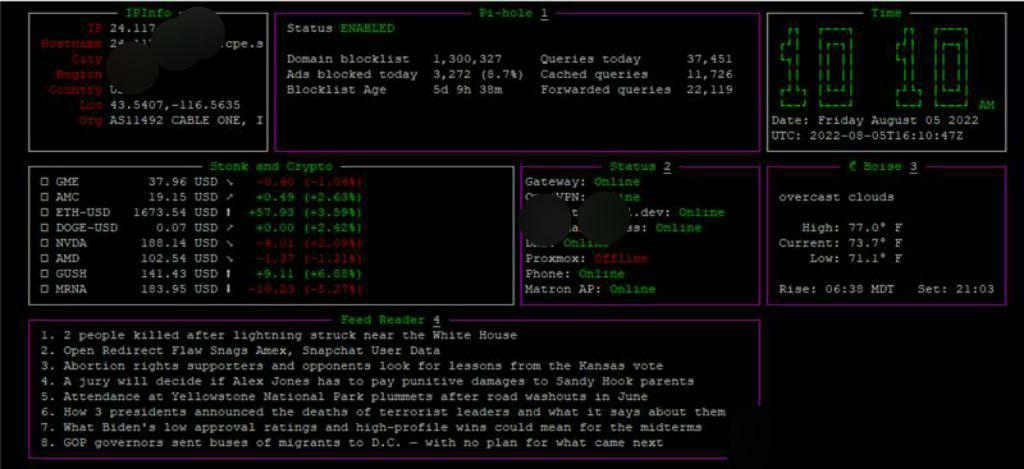 IPInfo
IP 24.117
Hostname .cpe.s
City
Region
Country
Loc 43.5407,-116.5635
Org AS11492 CABLE ONE, I
Pi-hole 1
Status ENABLED
Domain blocklist 1,300,327 Queries today 37,451
Ads blocked today 3,272 (8.7%) Cached queries 11,726
Blocklist Age 5d 9h 38m Forwarded queries 22,119
Time
10 10 AM
Date: Friday August 05 2022
UTC: 2022-08-05T16:10:47Z
Stonk and Crypto
GME 37.96 USD ↘ -0.40 (-1.04%)
AMC 19.15 USD ↗ +0.49 (+2.63%)
ETH-USD 1673.54 USD ⬆ +57.93 (+3.59%)
DOGE-USD 0.07 USD ↗ +0.00 (+2.42%)
NVDA 188.14 USD ↘ -4.01 (-2.09%)
AMD 102.54 USD ↘ -1.37 (-1.31%)
GUSH 141.43 USD ⬆ +9.11 (+6.88%)
MRNA 183.95 USD ⬇ -10.23 (-5.27%)
Status 2
Gateway: Online
OpenVPN: Online
.dev: Online
ss: Online
Online
Proxmox: Offline
Phone: Online
Matron AP: Online
Boise 3
overcast clouds
High: 77.0° F
Current: 73.7° F
Low: 71.1° F
Rise: 06:38 MDT Set: 21:03
Feed Reader 4
1. 2 people killed after lightning struck near the White House
2. Open Redirect Flaw Snags Amex, Snapchat User Data
3. Abortion rights supporters and opponents look for lessons from the Kansas vote
4. A jury will decide if Alex Jones has to pay punitive damages to Sandy Hook parents
5. Attendance at Yellowstone National Park plummets after road washouts in June
6. How 3 presidents announced the deaths of terrorist leaders and what it says about them
7. What Biden's low approval ratings and high-profile wins could mean for the midterms
8. GOP governors sent buses of migrants to D.C. — with no plan for what came next